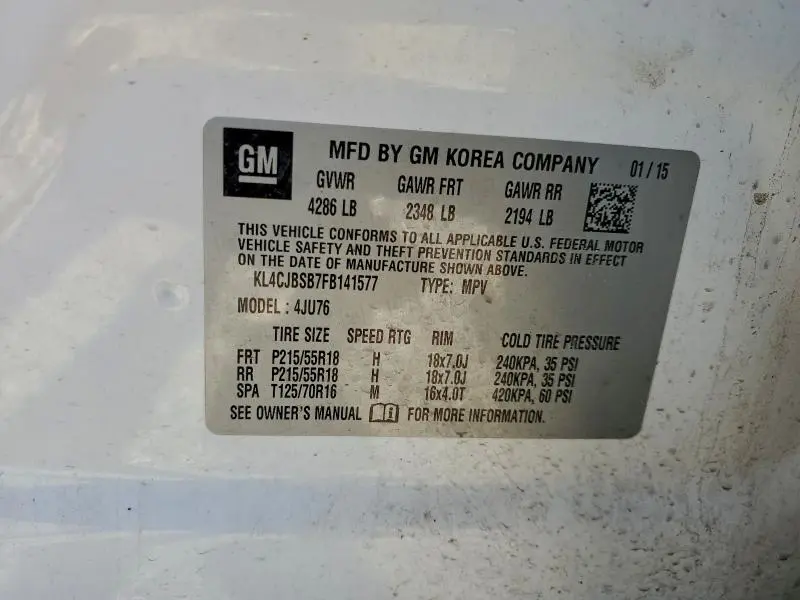 GM MFD BY GM KOREA COMPANY 01/15
GVWR GAWR FRT GAWR RR
4286 LB 2348 LB 2194 LB
THIS VEHICLE CONFORMS TO ALL APPLICABLE U.S. FEDERAL MOTOR
VEHICLE SAFETY AND THEFT PREVENTION STANDARDS IN EFFECT
ON THE DATE OF MANUFACTURE SHOWN ABOVE.
KL4CJBSB7FB141577 TYPE: MPV
MODEL : 4JU76
TIRE SIZE SPEED RTG RIM COLD TIRE PRESSURE
FRT P215/55R18 H 18x7.0J 240KPA, 35 PSI
RR P215/55R18 H 18x7.0J 240KPA, 35 PSI
SPA T125/70R16 M 16x4.0T 420KPA, 60 PSI
SEE OWNER'S MANUAL FOR MORE INFORMATION.